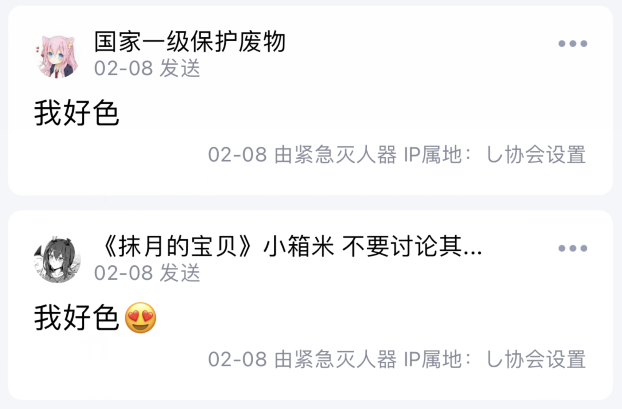 国家一级保护废物
02-08 发送
我好色
02-08 由紧急灭人器 IP属地：乚协会设置
《抹月的宝贝》小箱米 不要讨论其...
02-08 发送
我好色😍
02-08 由紧急灭人器 IP属地：乚协会设置